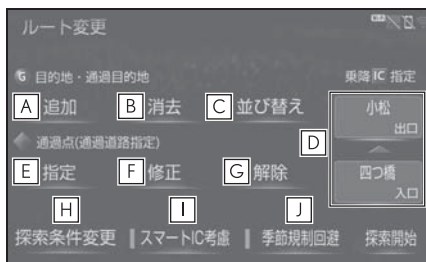 ルート変更
G 目的地・通過目的地
乗降IC 指定
A 追加
B 消去
C 並び替え
D
小松
出口
通過点(通過道路指定)
E 指定
F 修正
G 解除
四つ橋
入口
H
I
J
探索条件変更
スマートIC考慮
季節規制回避
探索開始